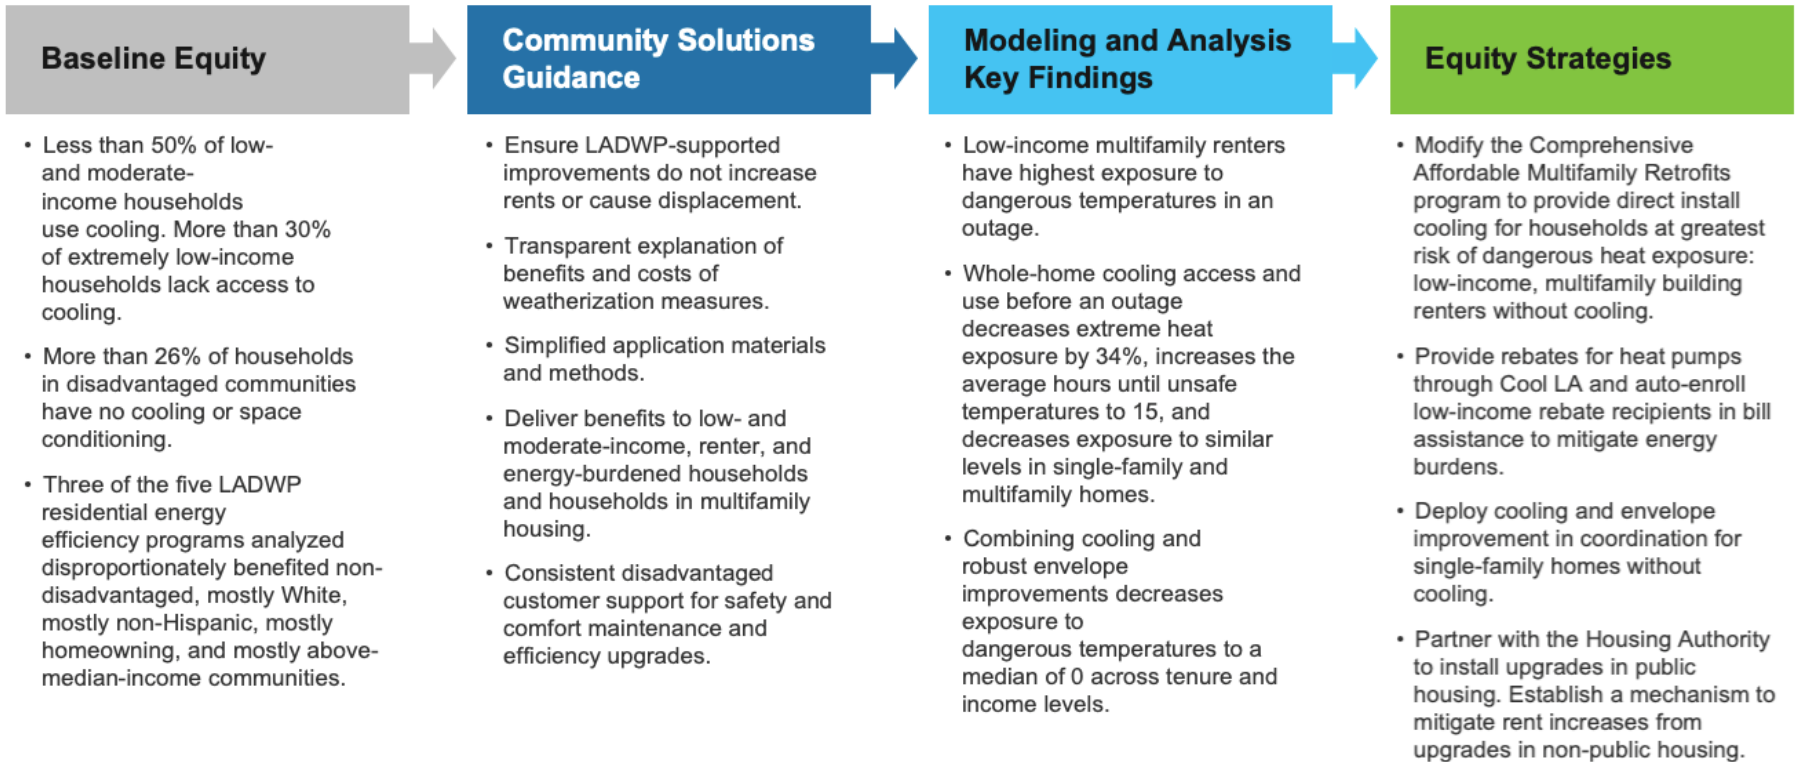 Baseline Equity
• Less than 50% of low-
and moderate-
income households
use cooling. More than 30%
of extremely low-income
households lack access to
cooling.
• More than 26% of households
in disadvantaged communities
have no cooling or space
conditioning.
• Three of the five LADWP
residential energy
efficiency programs analyzed
disproportionately benefited non-
disadvantaged, mostly White,
mostly non-Hispanic, mostly
homeowning, and mostly above-
median-income communities.
Community Solutions
Guidance
• Ensure LADWP-supported
improvements do not increase
rents or cause displacement.
• Transparent explanation of
benefits and costs of
weatherization measures.
• Simplified application materials
and methods.
• Deliver benefits to low- and
moderate-income, renter, and
energy-burdened households
and households in multifamily
housing.
• Consistent disadvantaged
customer support for safety and
comfort maintenance and
efficiency upgrades.
Modeling and Analysis
Key Findings
• Low-income multifamily renters
have highest exposure to
dangerous temperatures in an
outage.
• Whole-home cooling access and
use before an outage
decreases extreme heat
exposure by 34%, increases the
average hours until unsafe
temperatures to 15, and
decreases exposure to similar
levels in single-family and
multifamily homes.
• Combining cooling and
robust envelope
improvements decreases
exposure to
dangerous temperatures to a
median of 0 across tenure and
income levels.
Equity Strategies
• Modify the Comprehensive
Affordable Multifamily Retrofits
program to provide direct install
cooling for households at greatest
risk of dangerous heat exposure:
low-income, multifamily building
renters without cooling.
• Provide rebates for heat pumps
through Cool LA and auto-enroll
low-income rebate recipients in bill
assistance to mitigate energy
burdens.
• Deploy cooling and envelope
improvement in coordination for
single-family homes without
cooling.
• Partner with the Housing Authority
to install upgrades in public
housing. Establish a mechanism to
mitigate rent increases from
upgrades in non-public housing.